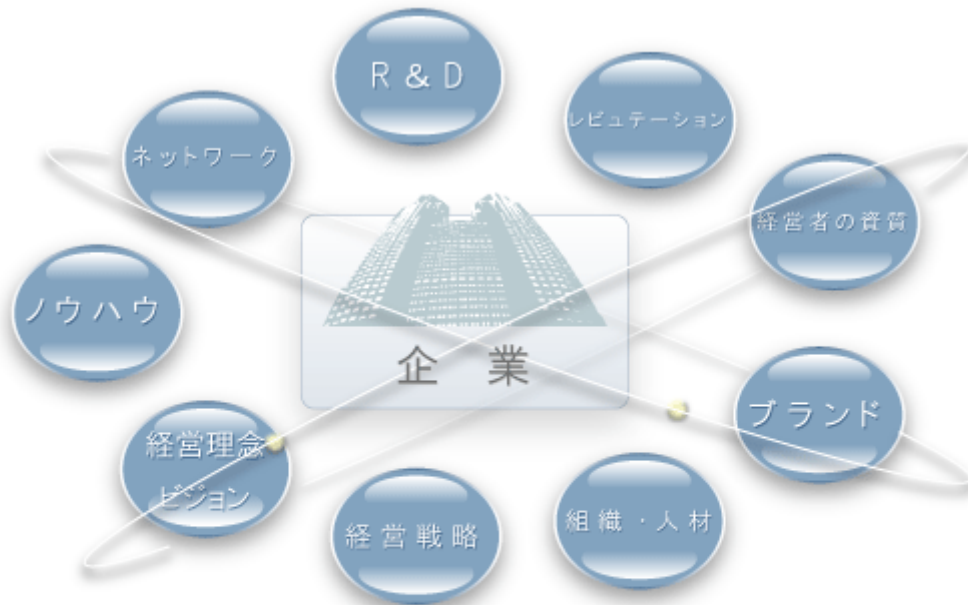 R & D
レピュテーション
ネットワーク
経営者の資質
ノウハウ
企 業
ブランド
経営理念
ビジョン
組織・人材
経営戦略